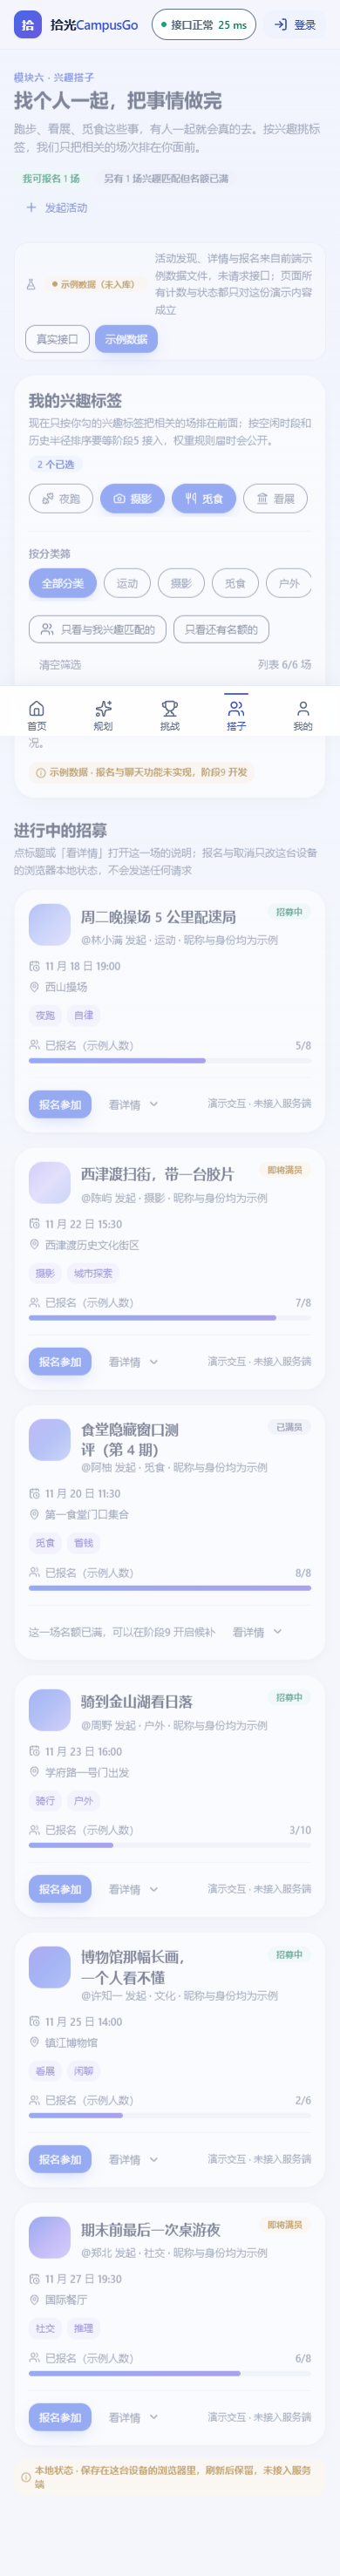 拾
拾光CampusGo
接口正常 25 ms
登录
模块六 · 兴趣搭子
找个人一起，把事情做完
跑步、看展、觅食这些事，有人一起就会真的去。按兴趣挑标
签，我们只把相关的场次排在你面前。
我可报名 1 场
另有 1 场兴趣匹配但名额已满
发起活动
示例数据（未入库）
活动发现、详情与报名来自前端示
例数据文件，未请求接口；页面所
有计数与状态都只对这份演示内容
成立
真实接口
示例数据
我的兴趣标签
现在只按你勾的兴趣标签把相关的场排在前面；按空闲时段和
历史半径排序要等阶段5 接入，权重规则届时会公开。
2 个已选
夜跑
摄影
觅食
看展
按分类筛
全部分类
运动
摄影
觅食
户外
只看与我兴趣匹配的
只看还有名额的
清空筛选
列表 6/6 场
首页
规划
挑战
搭子
我的
况。
示例数据 · 报名与聊天功能未实现，阶段9 开发
进行中的招募
点标题或「看详情」打开这一场的说明；报名与取消只改这台设备
的浏览器本地状态，不会发送任何请求
周二晚操场 5 公里配速局
招募中
@林小满 发起 · 运动 · 昵称与身份均为示例
11 月 18 日 19:00
西山操场
夜跑
自律
已报名（示例人数）
5/8
报名参加
看详情
演示交互 · 未接入服务端
西津渡扫街，带一台胶片
即将满员
@陈屿 发起 · 摄影 · 昵称与身份均为示例
11 月 22 日 15:30
西津渡历史文化街区
摄影
城市探索
已报名（示例人数）
7/8
报名参加
看详情
演示交互 · 未接入服务端
食堂隐藏窗口测
评（第 4 期）
已满员
@阿柚 发起 · 觅食 · 昵称与身份均为示例
11 月 20 日 11:30
第一食堂门口集合
觅食
省钱
已报名（示例人数）
8/8
这一场名额已满，可以在阶段9 开启候补
看详情
骑到金山湖看日落
招募中
@周野 发起 · 户外 · 昵称与身份均为示例
11 月 23 日 16:00
学府路一号门出发
骑行
户外
已报名（示例人数）
3/10
报名参加
看详情
演示交互 · 未接入服务端
博物馆那幅长画，
一个人看不懂
招募中
@许知一 发起 · 文化 · 昵称与身份均为示例
11 月 25 日 14:00
镇江博物馆
看展
闲聊
已报名（示例人数）
2/6
报名参加
看详情
演示交互 · 未接入服务端
期末前最后一次桌游夜
即将满员
@郑北 发起 · 社交 · 昵称与身份均为示例
11 月 27 日 19:30
国际餐厅
社交
推理
已报名（示例人数）
6/8
报名参加
看详情
演示交互 · 未接入服务端
本地状态 · 保存在这台设备的浏览器里，刷新后保留，未接入服务
端